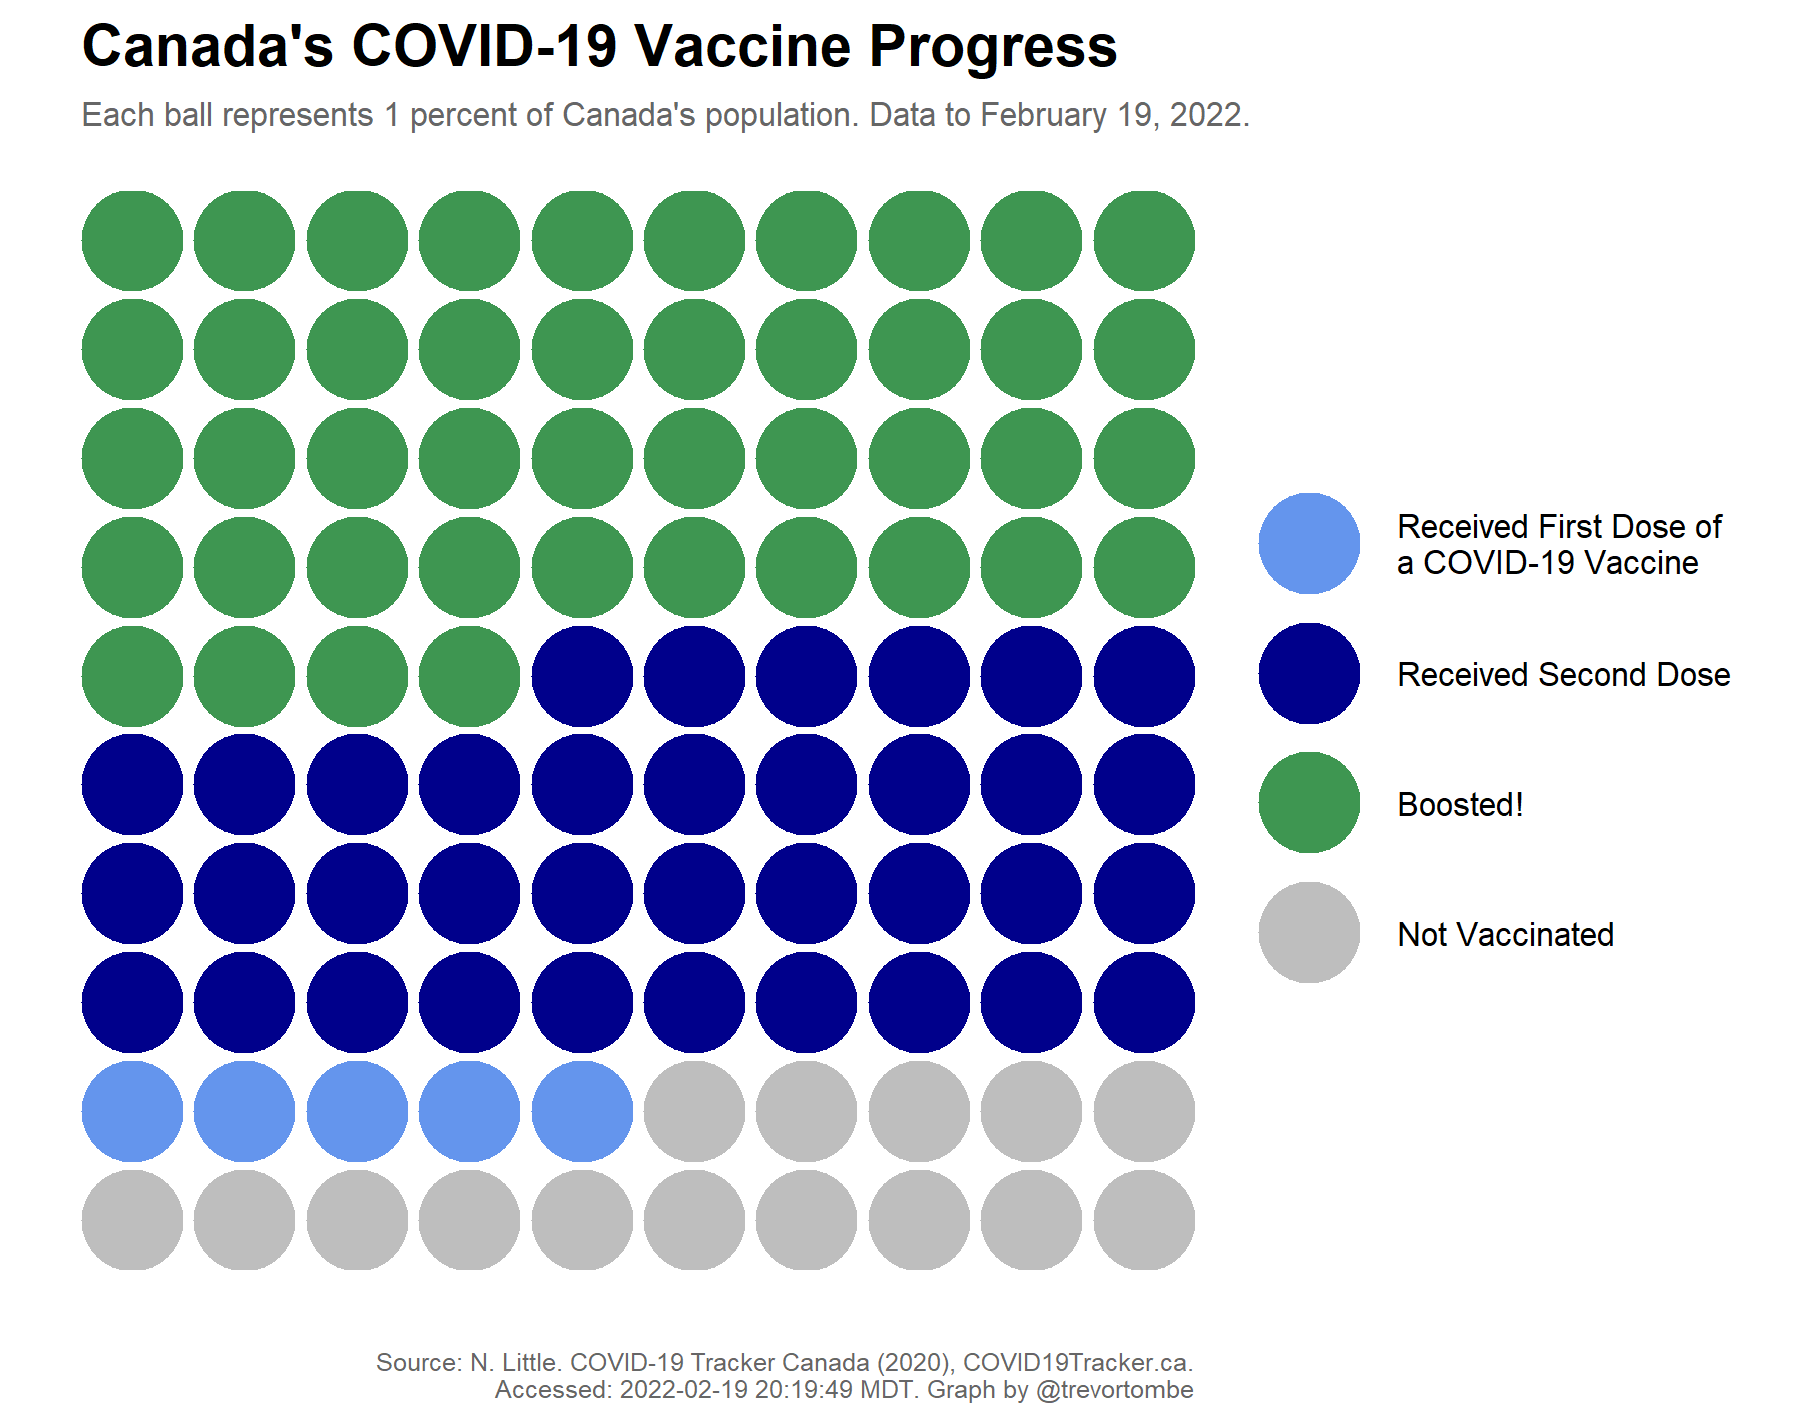 Canada's COVID-19 Vaccine Progress
Each ball represents 1 percent of Canada's population. Data to February 19, 2022.
Received First Dose of
a COVID-19 Vaccine
Received Second Dose
Boosted!
Not Vaccinated
Source: N. Little. COVID-19 Tracker Canada (2020), COVID19Tracker.ca.
Accessed: 2022-02-19 20:19:49 MDT. Graph by @trevortombe